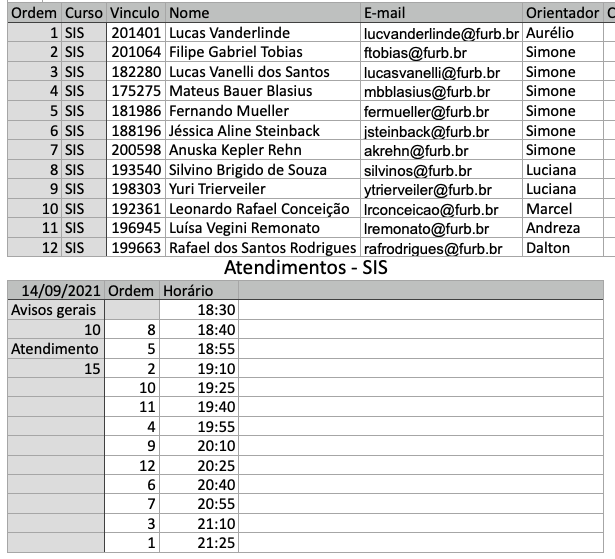 Ordem Curso Vinculo Nome E-mail Orientador
1 SIS 201401 Lucas Vanderlinde lucvanderlinde@furb.br Aurélio
2 SIS 201064 Filipe Gabriel Tobias ftobias@furb.br Simone
3 SIS 182280 Lucas Vanelli dos Santos lucasvanelli@furb.br Simone
4 SIS 175275 Mateus Bauer Blasius mbblasius@furb.br Simone
5 SIS 181986 Fernando Mueller fermueller@furb.br Simone
6 SIS 188196 Jéssica Aline Steinback jsteinback@furb.br Simone
7 SIS 200598 Anuska Kepler Rehn akrehn@furb.br Simone
8 SIS 193540 Silvino Brigido de Souza silvinos@furb.br Luciana
9 SIS 198303 Yuri Trierveiler ytrierveiler@furb.br Luciana
10 SIS 192361 Leonardo Rafael Conceição lrconceicao@furb.br Marcel
11 SIS 196945 Luísa Vegini Remonato lremonato@furb.br Andreza
12 SIS 199663 Rafael dos Santos Rodrigues rafrodrigues@furb.br Dalton
Atendimentos - SIS
14/09/2021 Ordem Horário
Avisos gerais 18:30
10 8 18:40
Atendimento 5 18:55
15 2 19:10
10 19:25
11 19:40
4 19:55
9 20:10
12 20:25
6 20:40
7 20:55
3 21:10
1 21:25